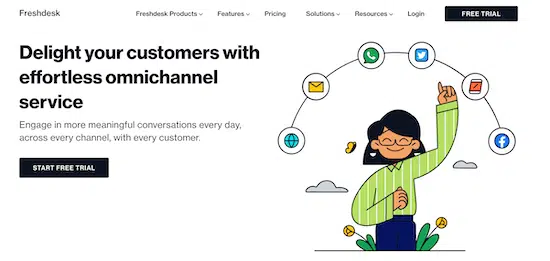 Freshdesk
Freshdesk Products Features Pricing Solutions Resources Login FREE TRIAL
Delight your customers with
effortless omnichannel
service
Engage in more meaningful conversations every day,
across every channel, with every customer.
START FREE TRIAL